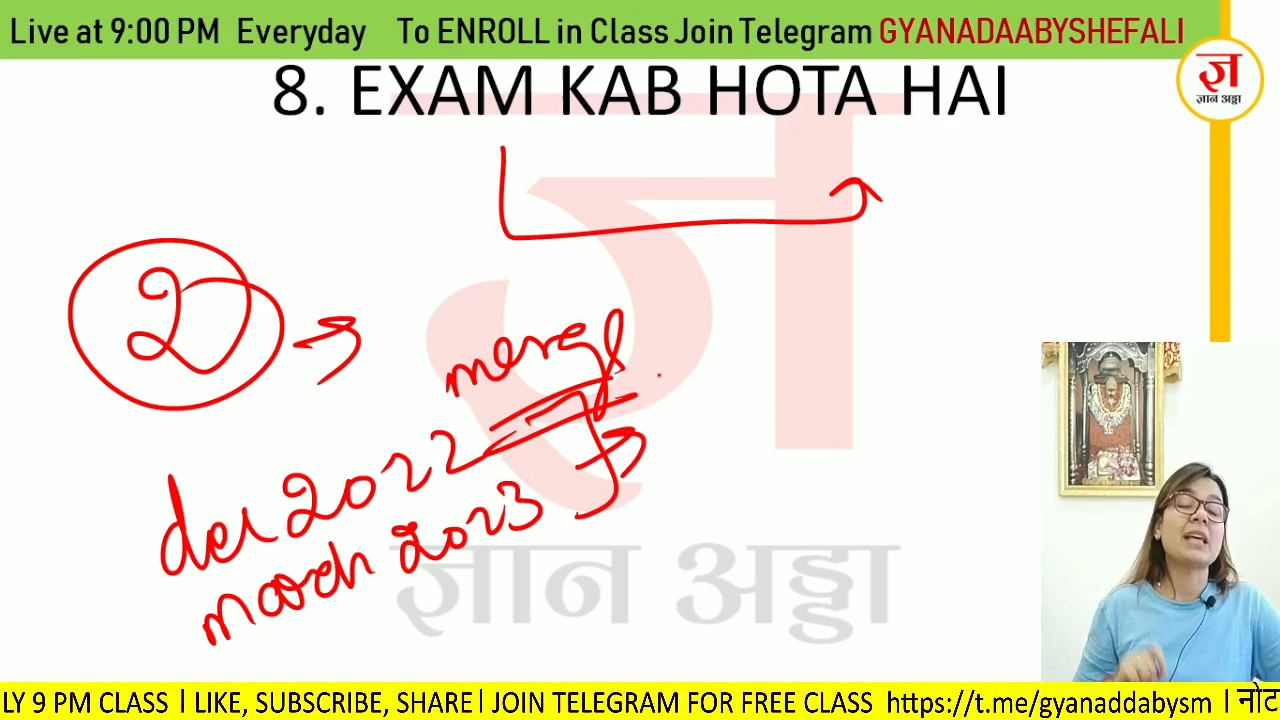 Live at 9:00 PM Everyday To ENROLL in Class Join Telegram GYANADAABYSHEFALI
ज्ञ
ज्ञान अड्डा
8. EXAM KAB HOTA HAI
2
merge
dec 2022
march 2023
ज्ञ
ज्ञान अड्डा
LY 9 PM CLASS । LIKE, SUBSCRIBE, SHARE। JOIN TELEGRAM FOR FREE CLASS https://t.me/gyanaddabysm । नोट